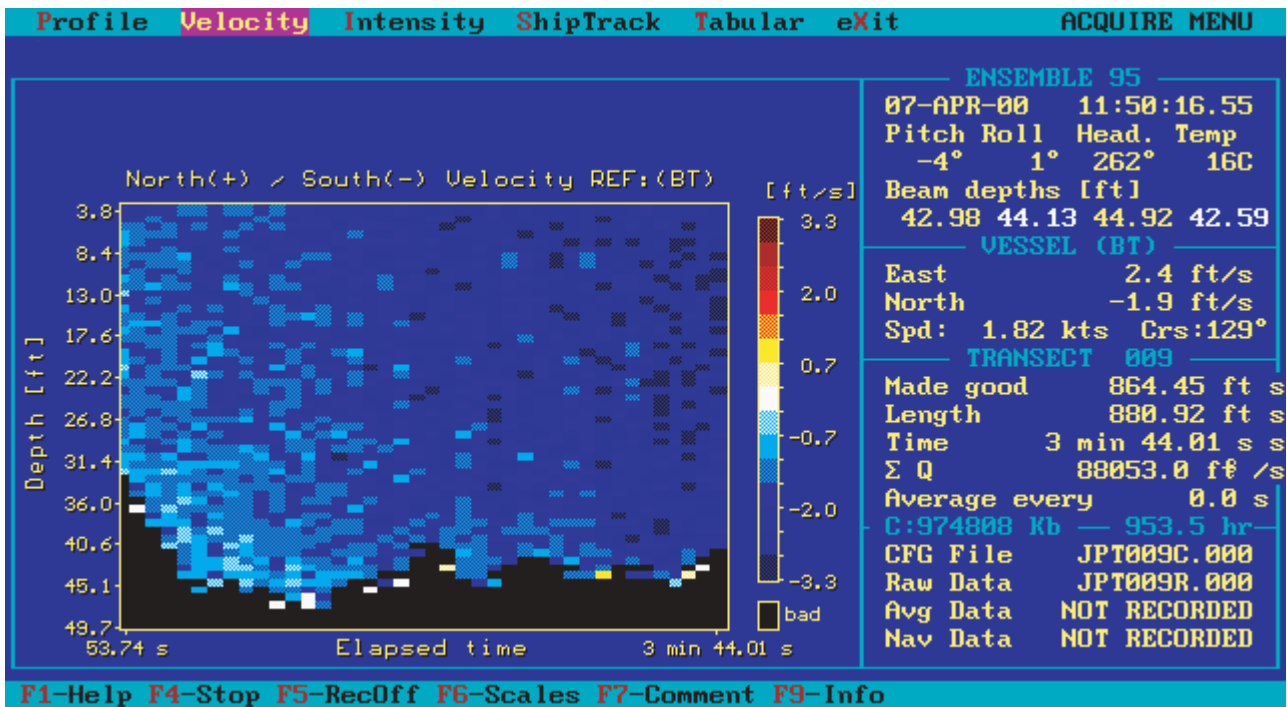 Profile Velocity Intensity ShipTrack Tabular eXit ACQUIRE MENU
North(+) / South(-) Velocity REF:(BT)
[ft/s]
3.3
2.0
0.7
-0.7
-2.0
-3.3
bad
Depth [ft]
3.8
8.4
13.0
17.6
22.2
26.8
31.4
36.0
40.6
45.1
49.7
53.74 s Elapsed time 3 min 44.01 s
ENSEMBLE 95
07-APR-00 11:50:16.55
Pitch Roll Head. Temp
-4° 1° 262° 16C
Beam depths [ft]
42.98 44.13 44.92 42.59
VESSEL (BT)
East 2.4 ft/s
North -1.9 ft/s
Spd: 1.82 kts Crs:129°
TRANSECT 009
Made good 864.45 ft s
Length 880.92 ft s
Time 3 min 44.01 s s
Σ Q 88053.0 /s
Average every 0.0 s
C:974808 Kb — 953.5 hr
CFG File JPT009C.000
Raw Data JPT009R.000
Avg Data NOT RECORDED
Nav Data NOT RECORDED
F1-Help F4-Stop F5-RecOff F6-Scales F7-Comment F9-Info